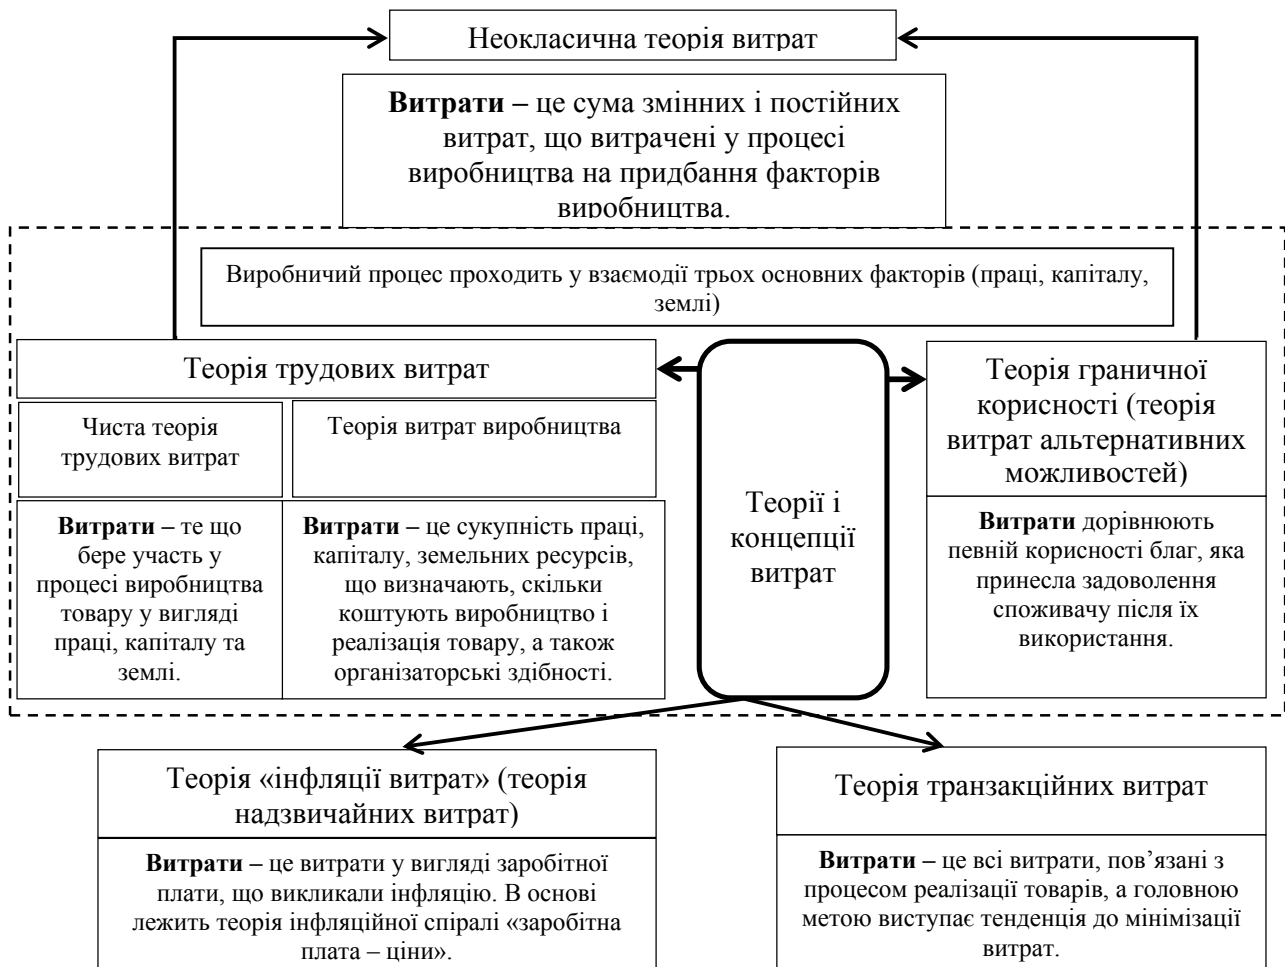 Неокласична теорія витрат
Витрати – це сума змінних і постійних
витрат, що витрачені у процесі
виробництва на придбання факторів
виробництва.
Виробничий процес проходить у взаємодії трьох основних факторів (праці, капіталу,
землі)
Теорія трудових витрат
Чиста теорія
трудових витрат
Теорія витрат виробництва
Витрати – те що
бере участь у
процесі виробництва
товару у вигляді
праці, капіталу та
землі.
Витрати – це сукупність праці,
капіталу, земельних ресурсів,
що визначають, скільки
коштують виробництво і
реалізація товару, а також
організаторські здібності.
Теорії і
концепції
витрат
Теорія граничної
корисності (теорія
витрат альтернативних
можливостей)
Витрати дорівнюють
певній корисності благ, яка
принесла задоволення
споживачу після їх
використання.
Теорія «інфляції витрат» (теорія
надзвичайних витрат)
Витрати – це витрати у вигляді заробітної
плати, що викликали інфляцію. В основі
лежить теорія інфляційної спіралі «заробітна
плата – ціни».
Теорія транзакційних витрат
Витрати – це всі витрати, пов’язані з
процесом реалізації товарів, а головною
метою виступає тенденція до мінімізації
витрат.